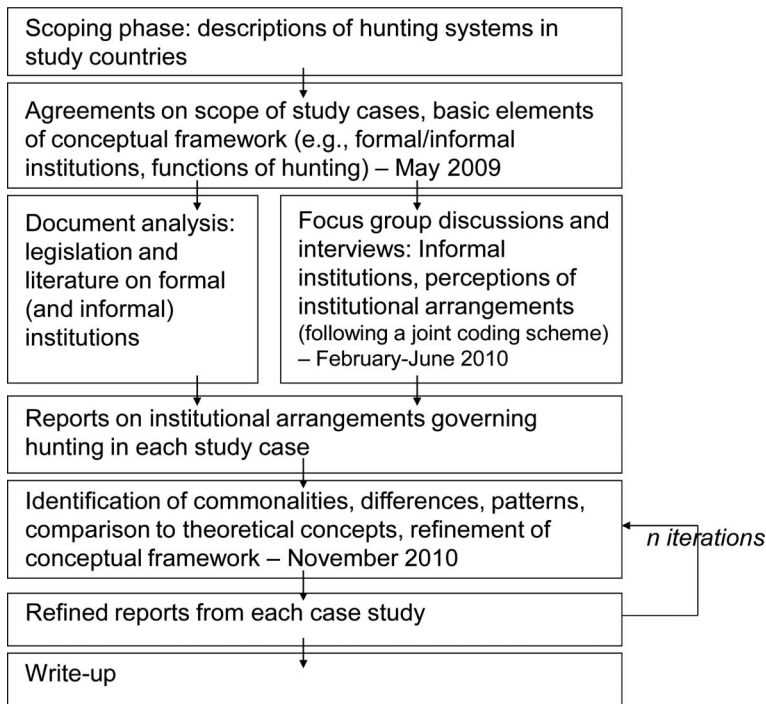 Scoping phase: descriptions of hunting systems in
study countries
Agreements on scope of study cases, basic elements
of conceptual framework (e.g., formal/informal
institutions, functions of hunting) – May 2009
Document analysis:
legislation and
literature on formal
(and informal)
institutions
Focus group discussions and
interviews: Informal
institutions, perceptions of
institutional arrangements
(following a joint coding scheme)
– February-June 2010
Reports on institutional arrangements governing
hunting in each study case
Identification of commonalities, differences, patterns,
comparison to theoretical concepts, refinement of
conceptual framework – November 2010
n iterations
Refined reports from each case study
Write-up